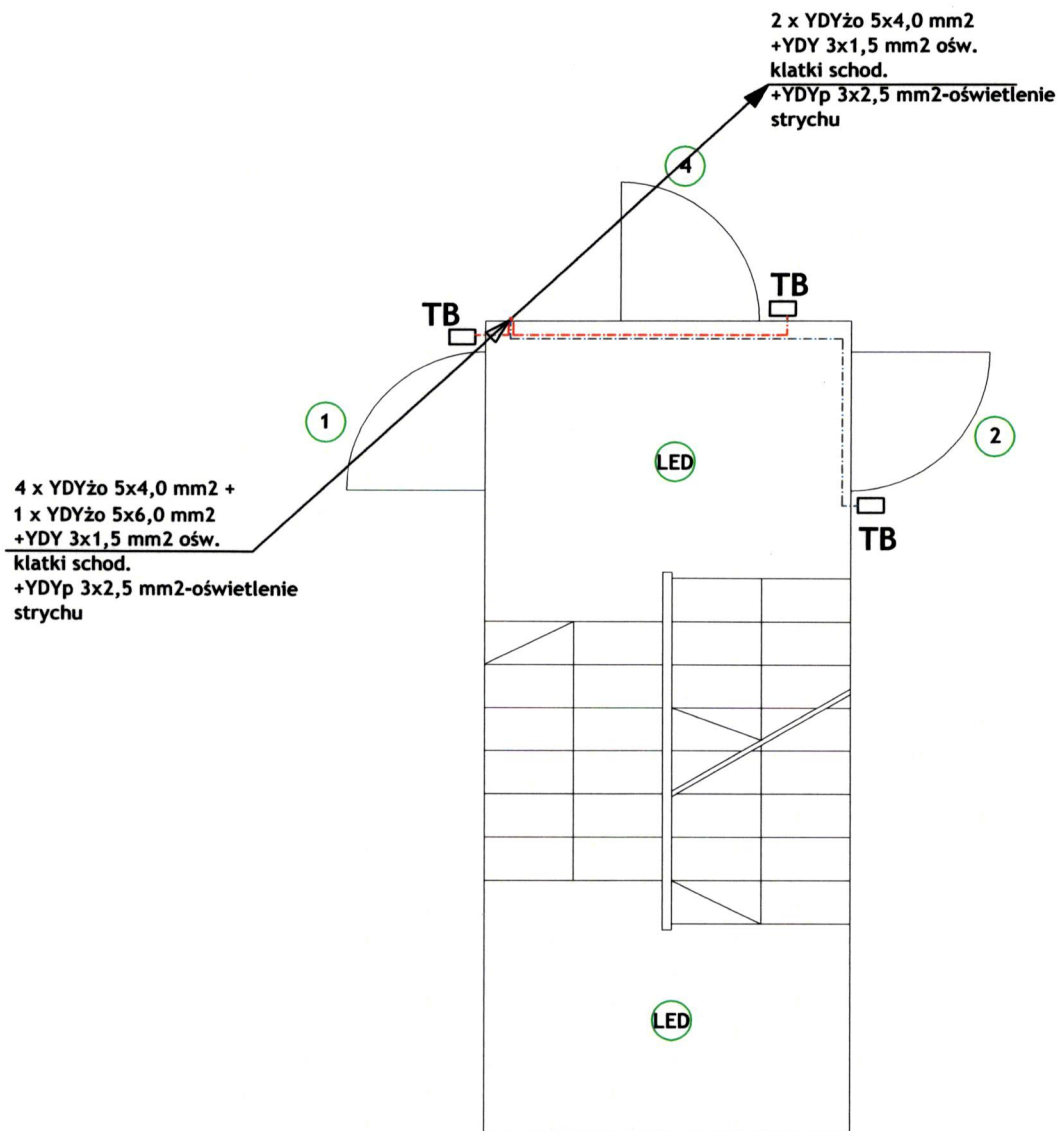 2 x YDYżo 5x4,0 mm2
+YDY 3x1,5 mm2 ośw.
klatki schod.
+YDYp 3x2,5 mm2-oświetlenie
strychu
4
TB
TB
1
2
LED
4 x YDYżo 5x4,0 mm2 +
1 x YDYżo 5x6,0 mm2
+YDY 3x1,5 mm2 ośw.
klatki schod.
+YDYp 3x2,5 mm2-oświetlenie
strychu
TB
LED